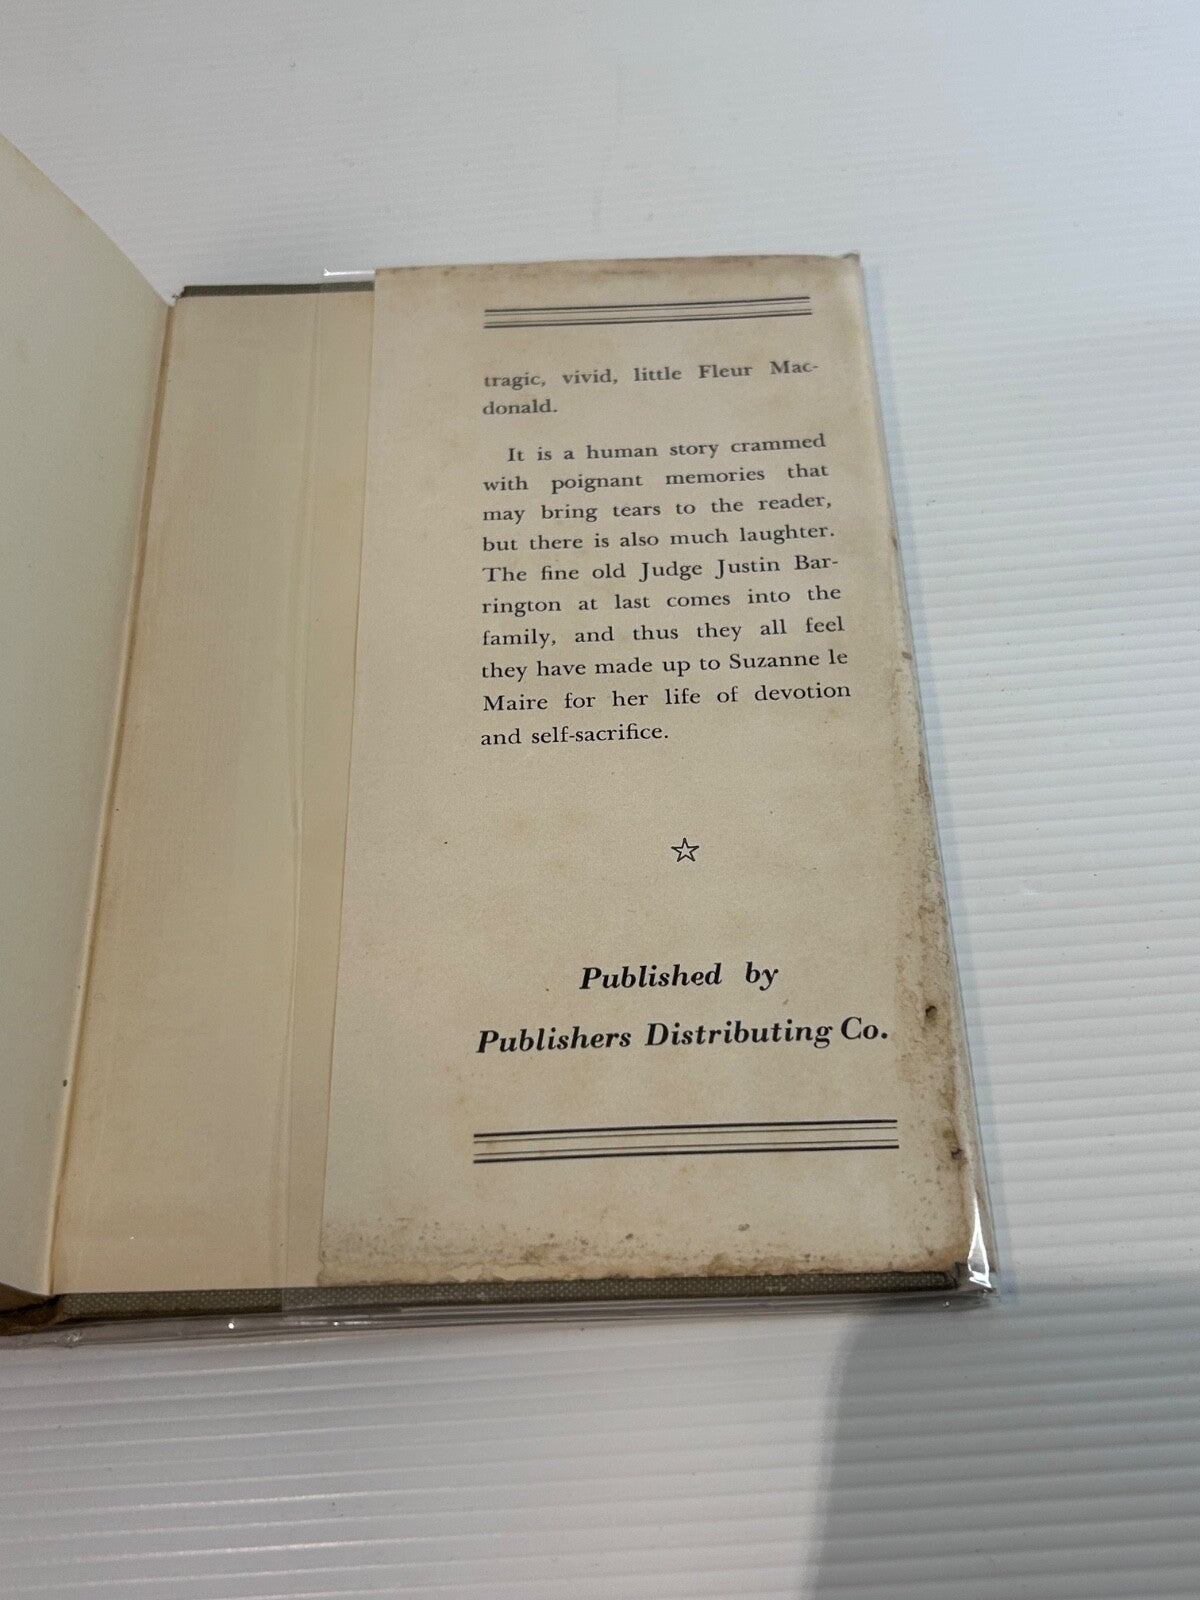 tragic, vivid, little Fleur Mac-
donald.
It is a human story crammed
with poignant memories that
may bring tears to the reader,
but there is also much laughter.
The fine old Judge Justin Bar-
rington at last comes into the
family, and thus they all feel
they have made up to Suzanne le
Maire for her life of devotion
and self-sacrifice.
Published by
Publishers Distributing Co.